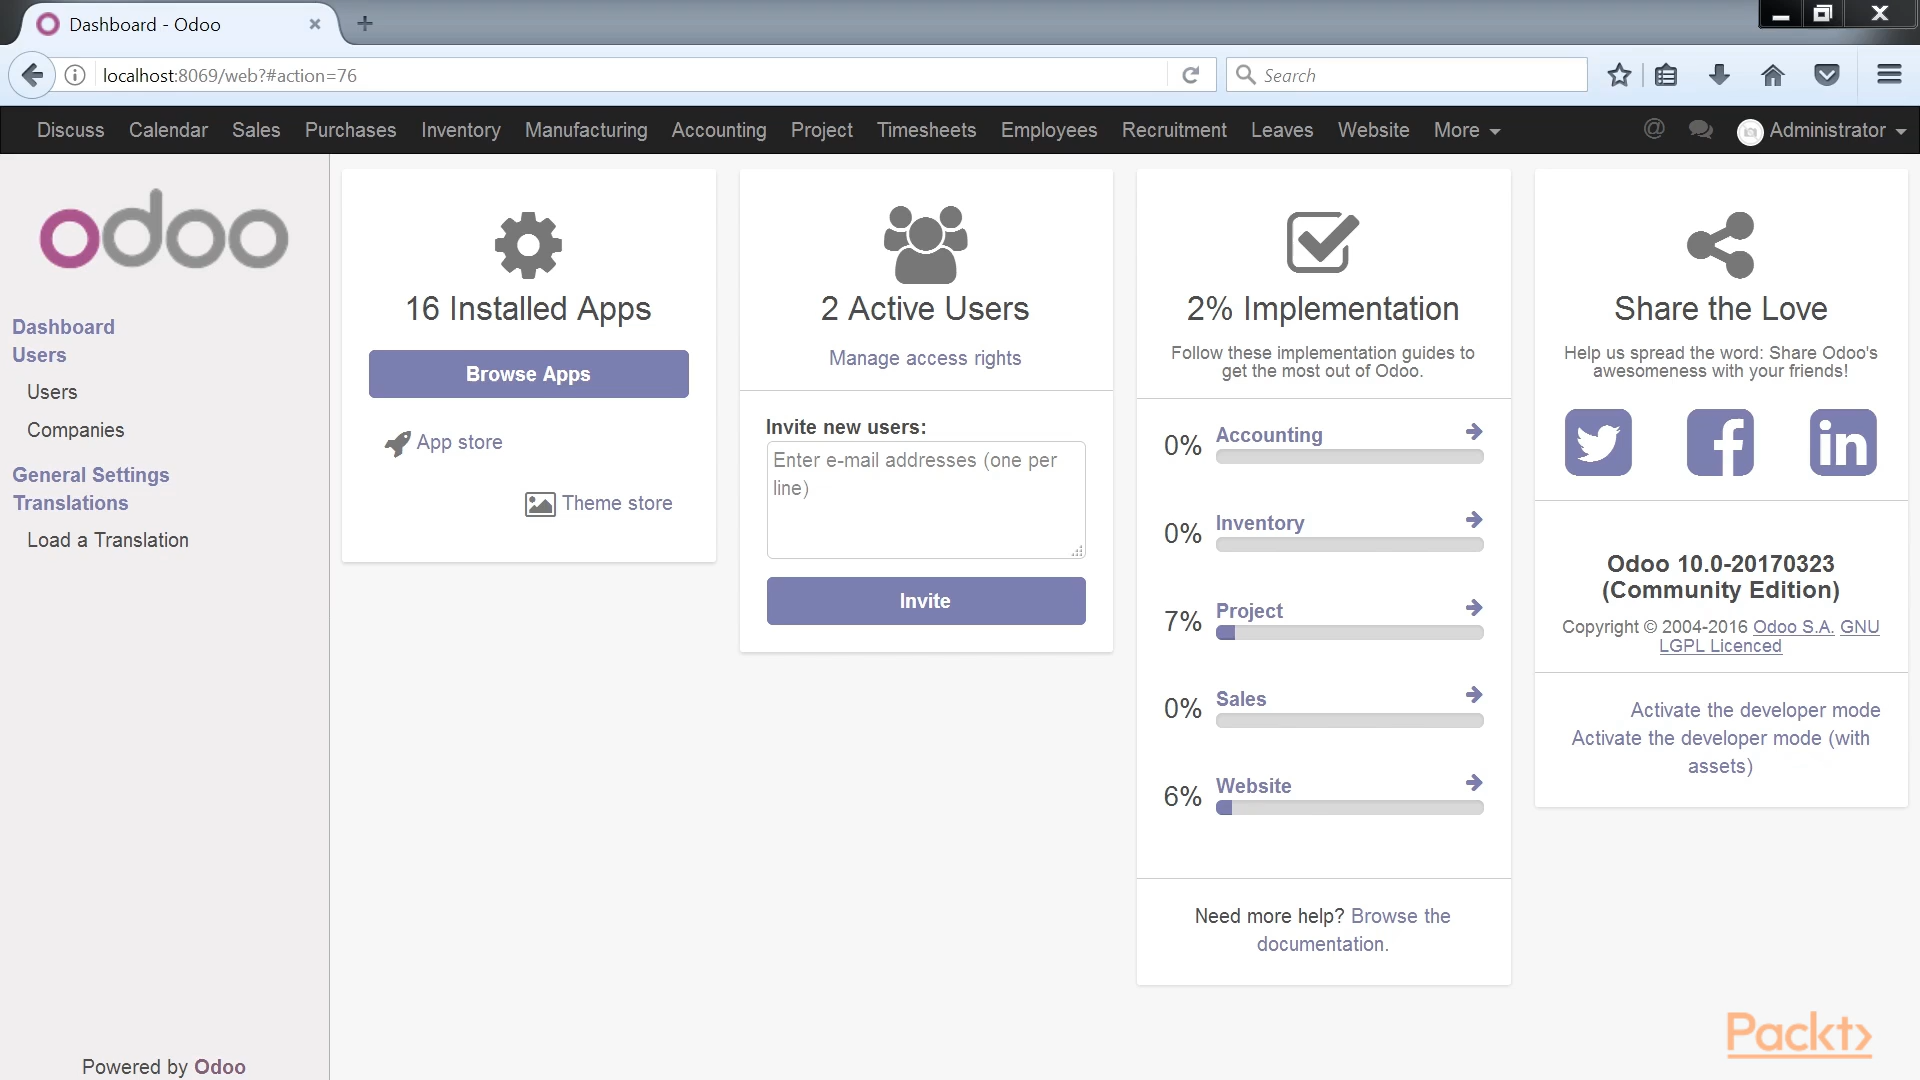 Dashboard - Odoo
localhost:8069/web?#action=76
Search
Discuss Calendar Sales Purchases Inventory Manufacturing Accounting Project Timesheets Employees Recruitment Leaves Website More @ Administrator
odoo
Dashboard
Users
Users
Companies
General Settings
Translations
Load a Translation
Powered by Odoo
16 Installed Apps
Browse Apps
App store
Theme store
2 Active Users
Manage access rights
Invite new users:
Enter e-mail addresses (one per
line)
Invite
2% Implementation
Follow these implementation guides to
get the most out of Odoo.
0% Accounting
0% Inventory
7% Project
0% Sales
6% Website
Need more help? Browse the
documentation.
Share the Love
Help us spread the word: Share Odoo's
awesomeness with your friends!
f in
Odoo 10.0-20170323
(Community Edition)
Copyright © 2004-2016 Odoo S.A. GNU
LGPL Licenced
Activate the developer mode
Activate the developer mode (with
assets)
Packt>